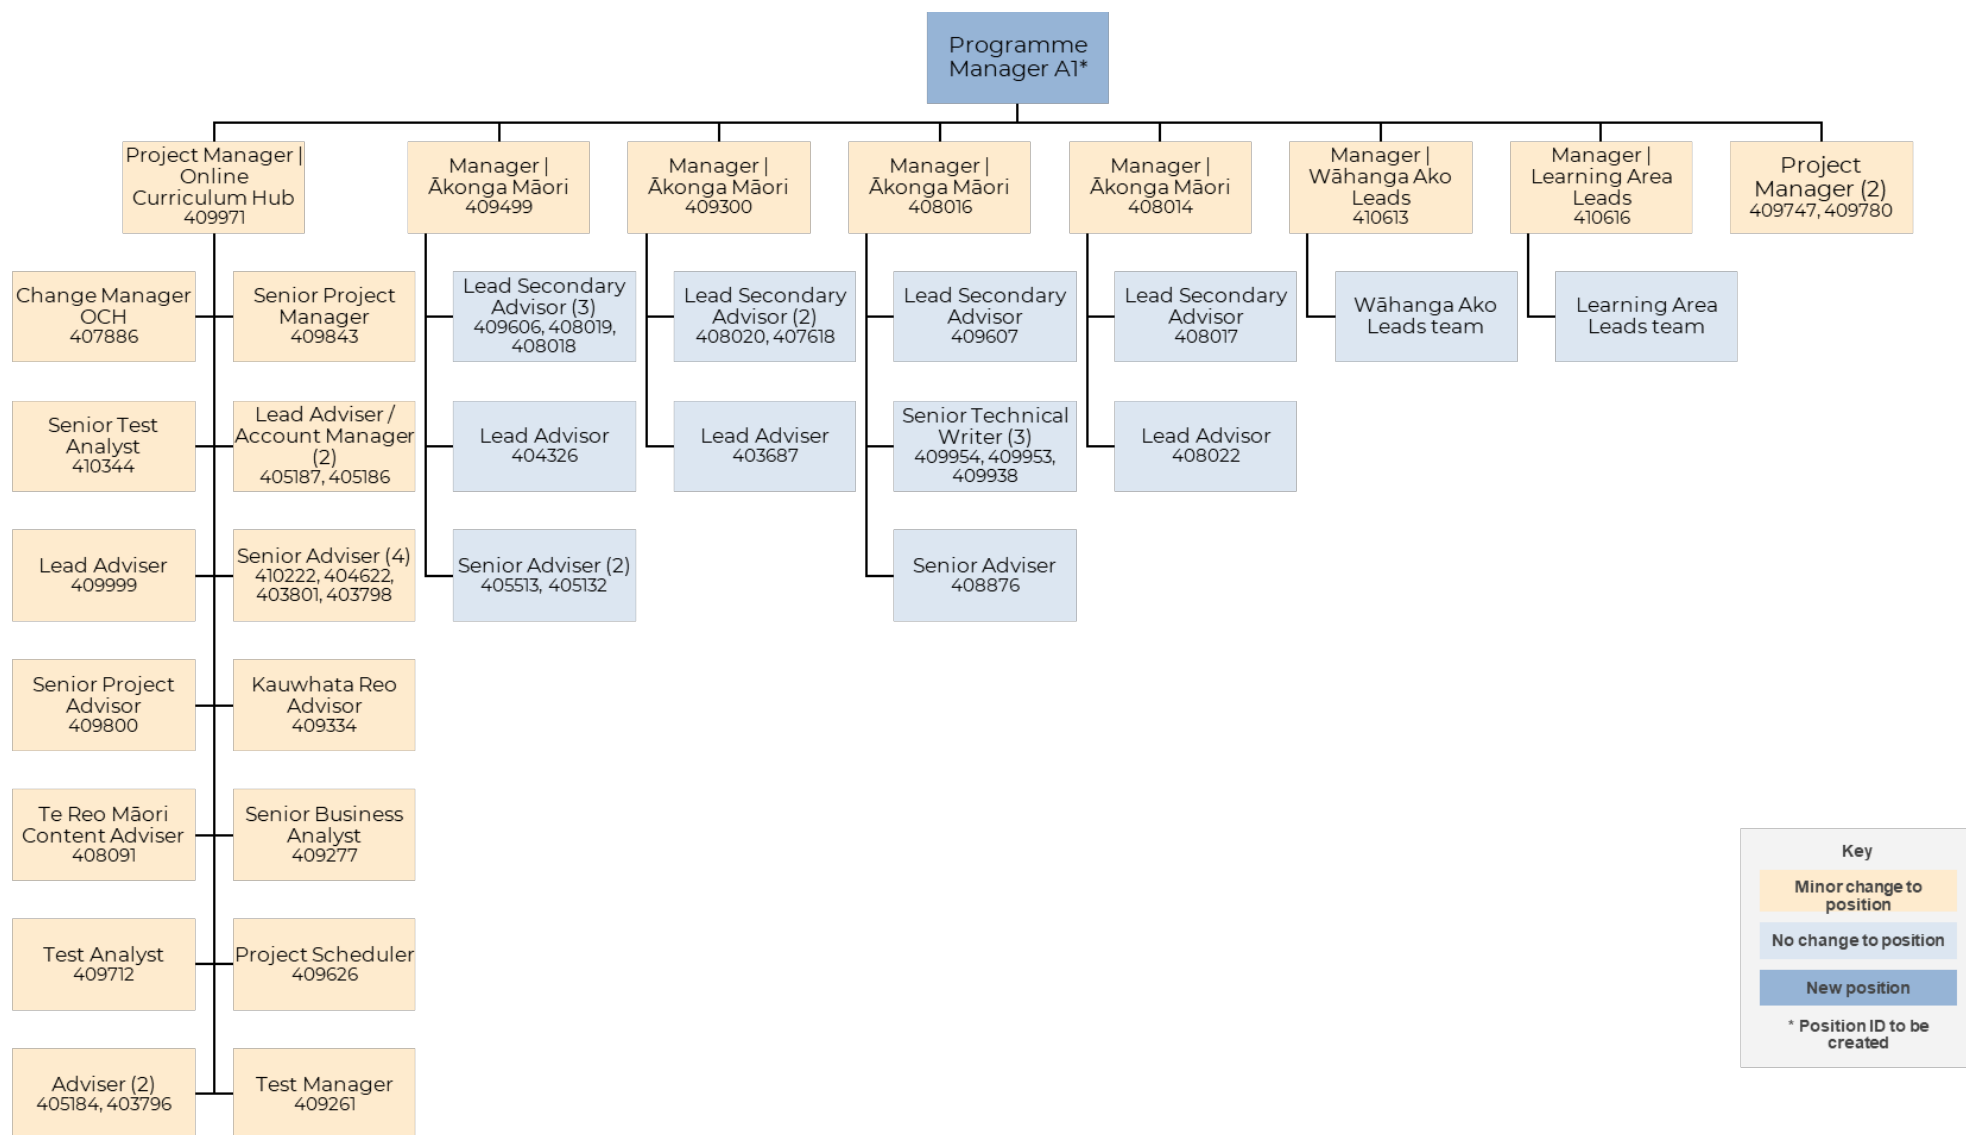 Programme
Manager A1*
Project Manager |
Online
Curriculum Hub
409971
Manager |
Ākonga Māori
409499
Manager |
Ākonga Māori
409300
Manager |
Ākonga Māori
408016
Manager |
Ākonga Māori
408014
Manager |
Wāhanga Ako
Leads
410613
Manager |
Learning Area
Leads
410616
Project
Manager (2)
409747, 409780
Change Manager
OCH
407886
Senior Project
Manager
409843
Lead Secondary
Advisor (3)
409606, 408019,
408018
Lead Secondary
Advisor (2)
408020, 407618
Lead Secondary
Advisor
409607
Lead Secondary
Advisor
408017
Wāhanga Ako
Leads team
Learning Area
Leads team
Senior Test
Analyst
410344
Lead Adviser /
Account Manager
(2)
405187, 405186
Lead Advisor
404326
Lead Adviser
403687
Senior Technical
Writer (3)
409954, 409953,
409938
Lead Advisor
408022
Lead Adviser
409999
Senior Adviser (4)
410222, 404622,
403801, 403798
Senior Adviser (2)
405513, 405132
Senior Adviser
408876
Senior Project
Advisor
409800
Kauwhata Reo
Advisor
409334
Te Reo Māori
Content Adviser
408091
Senior Business
Analyst
409277
Test Analyst
409712
Project Scheduler
409626
Adviser (2)
405184, 403796
Test Manager
409261
Key
Minor change to
position
No change to position
New position
* Position ID to be
created